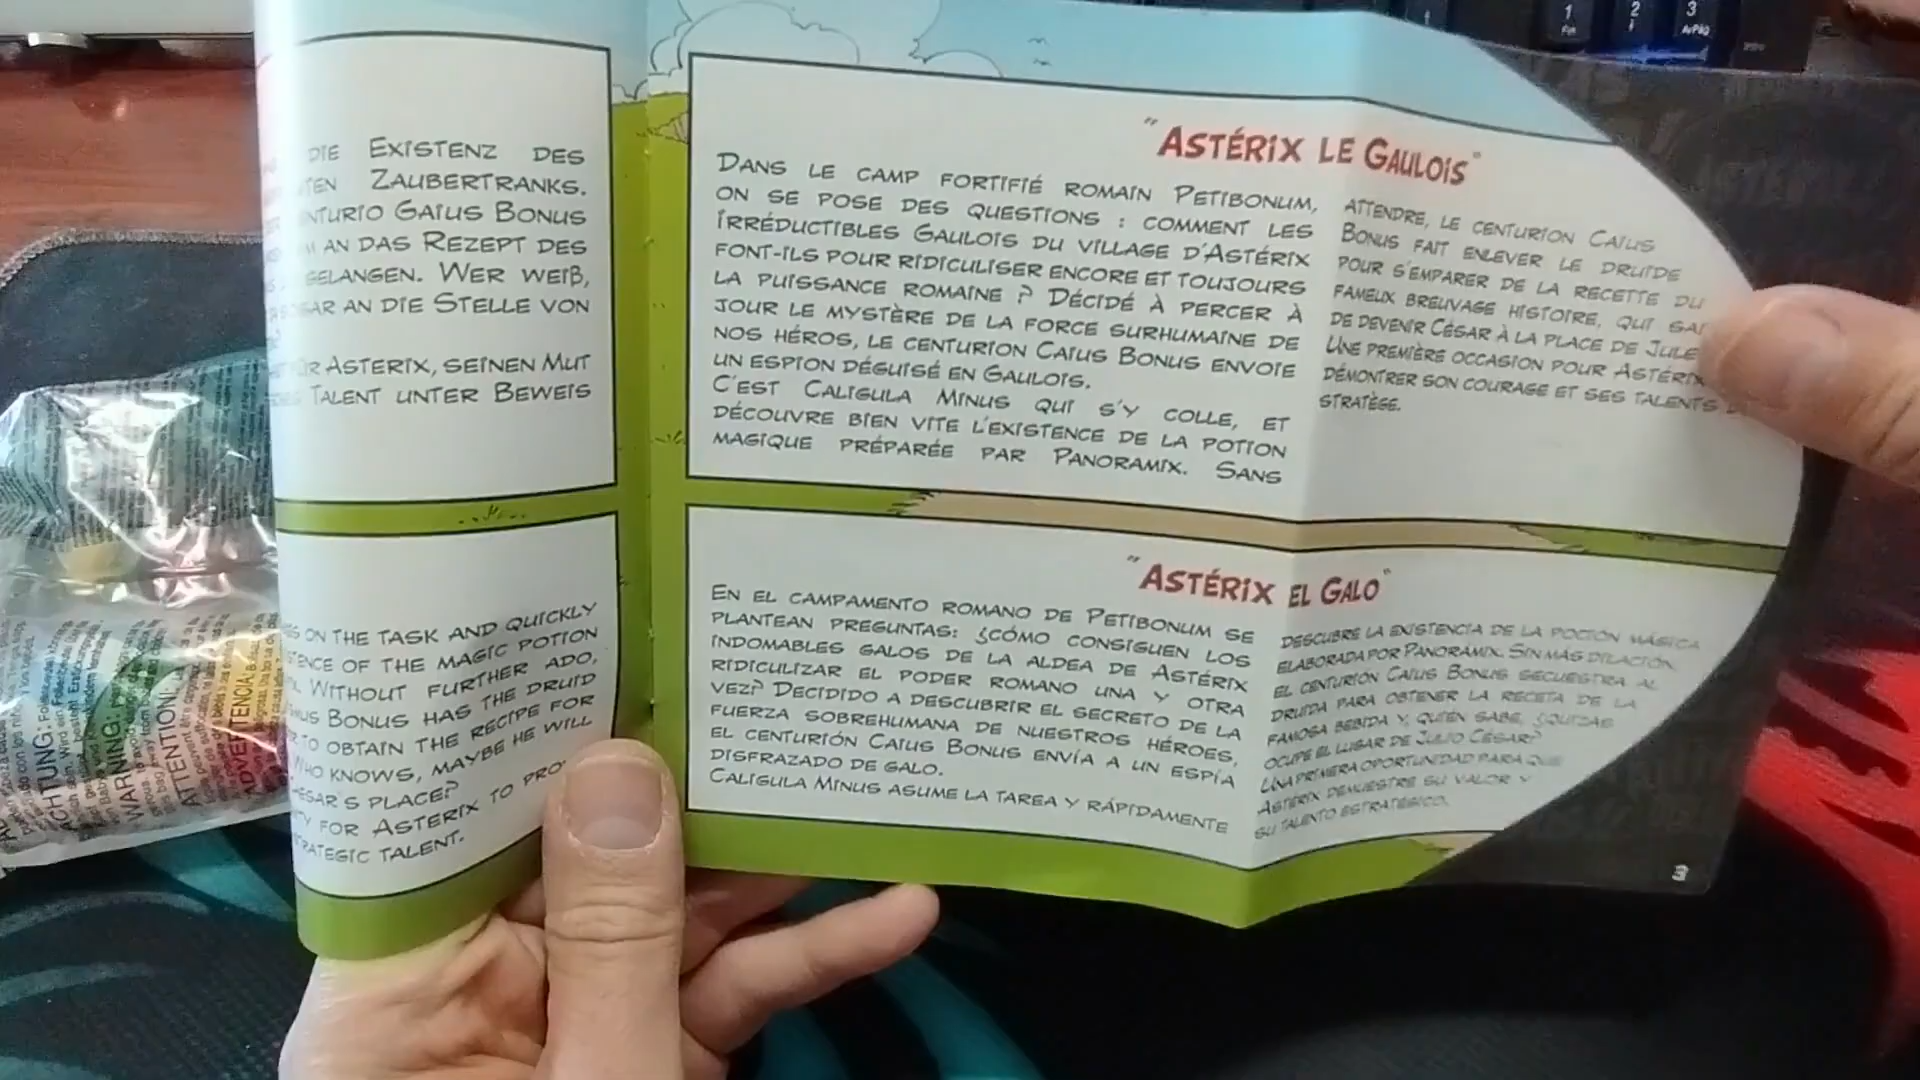 DIE EXISTENZ DES
ZAUBERTRANKS.
GAIUS BONUS
AN DAS REZEPT DES
GELANGEN. WER WEIß,
AN DIE STELLE VON
ASTERIX, SEINEN MUT
TALENT UNTER BEWEIS
ON THE TASK AND QUICKLY
OF THE MAGIC POTION
WITHOUT FURTHER ADO,
BONUS HAS THE DRUID
TO OBTAIN THE RECIPE FOR
WHO KNOWS, MAYBE HE WILL
PLACE?
FOR ASTERIX TO
TALENT.
"ASTÉRIX LE GAULOIS"
DANS LE CAMP FORTIFIÉ ROMAIN PETIBONUM,
ON SE POSE DES QUESTIONS : COMMENT LES
IRRÉDUCTIBLES GAULOIS DU VILLAGE D'ASTÉRIX
FONT-ILS POUR RIDICULISER ENCORE ET TOUJOURS
LA PUISSANCE ROMAINE ? DÉCIDÉ À PERCER À
JOUR LE MYSTÈRE DE LA FORCE SURHUMAINE DE
NOS HÉROS, LE CENTURION CAIUS BONUS ENVOIE
UN ESPION DÉGUISÉ EN GAULOIS.
C'EST CALIGULA MINUS QUI S'Y COLLE, ET
DÉCOUVRE BIEN VITE L'EXISTENCE DE LA POTION
MAGIQUE PRÉPARÉE PAR PANORAMIX. SANS
ATTENDRE, LE CENTURION CAIUS
BONUS FAIT ENLEVER LE DRUIDE
POUR S'EMPARER DE LA RECETTE DU
FAMEUX BREUVAGE HISTOIRE, QUI
DE DEVENIR CÉSAR À LA PLACE DE
UNE PREMIÈRE OCCASION POUR ASTÉRIX
DÉMONTRER SON COURAGE ET SES TALENTS
STRATÈGE.
"ASTÉRIX EL GALO"
EN EL CAMPAMENTO ROMANO DE PETIBONUM SE
PLANTEAN PREGUNTAS: ¿CÓMO CONSIGUEN LOS
INDOMABLES GALOS DE LA ALDEA DE ASTÉRIX
RIDICULIZAR EL PODER ROMANO UNA Y OTRA
VEZ? DECIDIDO A DESCUBRIR EL SECRETO DE LA
FUERZA SOBREHUMANA DE NUESTROS HÉROES,
EL CENTURIÓN CAIUS BONUS ENVÍA A UN ESPÍA
DISFRAZADO DE GALO.
CALIGULA MINUS ASUME LA TAREA Y RÁPIDAMENTE
DESCUBRE LA EXISTENCIA DE LA POCIÓN MÁGICA
ELABORADA POR PANORAMIX. SIN MÁS DILACIÓN,
EL CENTURIÓN CAIUS BONUS SECUESTRA AL
DRUIDA PARA OBTENER LA RECETA DE LA
FAMOSA BEBIDA Y, QUIÉN SABE, ¿QUIZÁS
OCUPE EL LUGAR DE JULIO CÉSAR?
UNA PRIMERA OPORTUNIDAD PARA QUE
ASTÉRIX DEMUESTRE SU VALOR Y
SU TALENTO ESTRATÉGICO.
3
ACHTUNG:
WARNING:
ATTENTION:
ADVERTENCIA:
1
Fin
2
3
AvPág